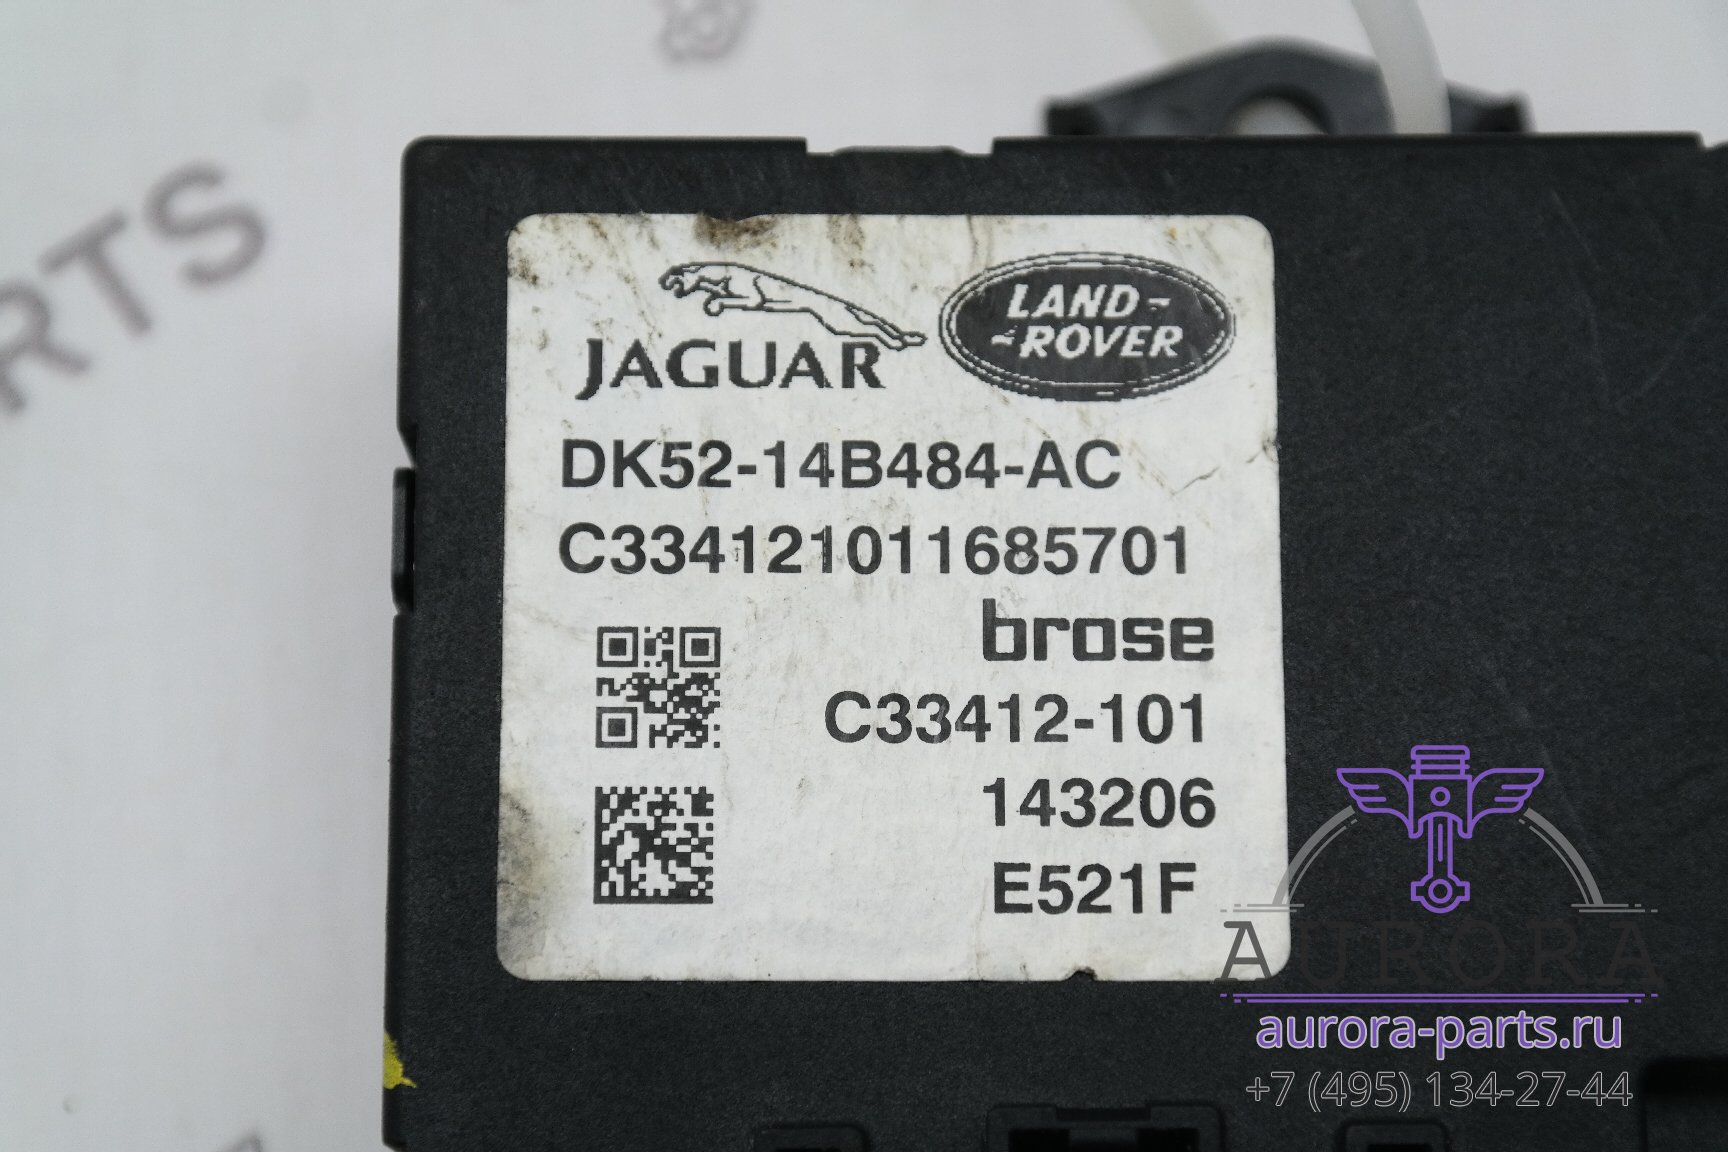 RTS
JAGUAR
LAND-
-ROVER
DK52-14B484-AC
C334121011685701
brose
C33412-101
143206
E521F
AURORA
aurora-parts.ru
+7 (495) 134-27-44